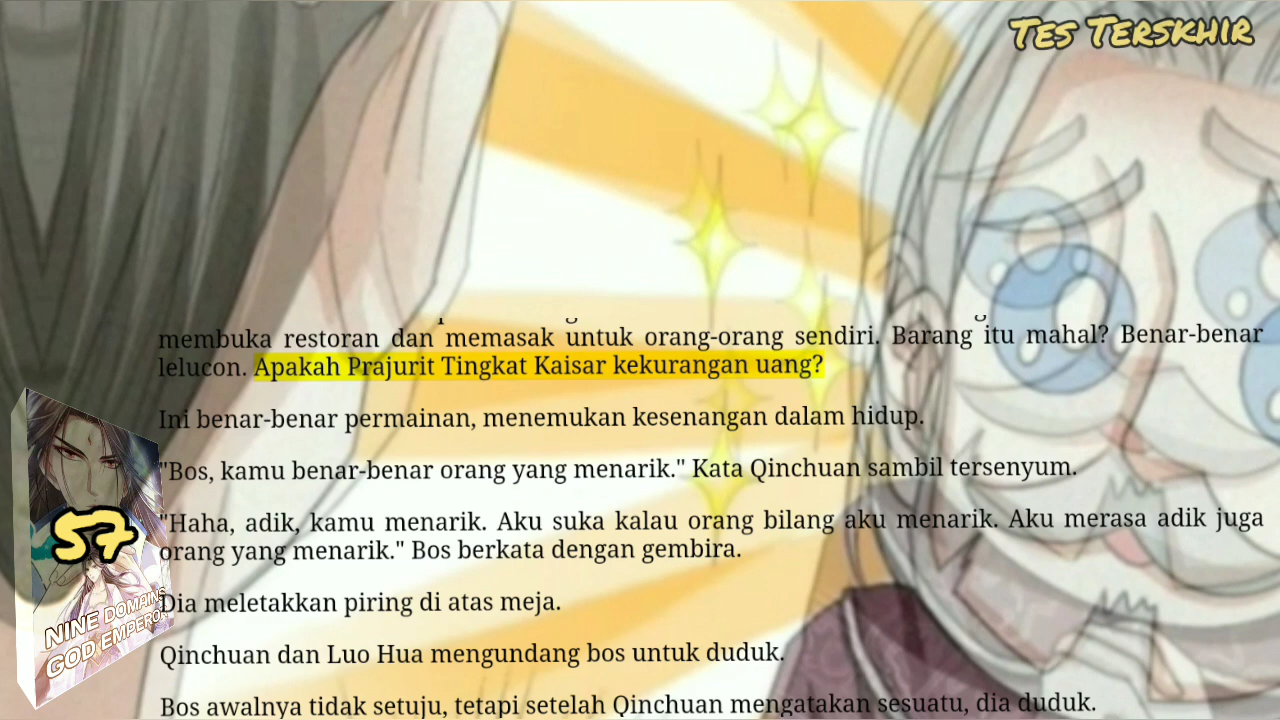 TES TERSKHIR
membuka restoran dan memasak untuk orang-orang sendiri. Barang itu mahal? Benar-benar
lelucon. Apakah Prajurit Tingkat Kaisar kekurangan uang?
Ini benar-benar permainan, menemukan kesenangan dalam hidup.
"Bos, kamu benar-benar orang yang menarik." Kata Qinchuan sambil tersenyum.
"Haha, adik, kamu menarik. Aku suka kalau orang bilang aku menarik. Aku merasa adik juga
orang yang menarik." Bos berkata dengan gembira.
Dia meletakkan piring di atas meja.
Qinchuan dan Luo Hua mengundang bos untuk duduk.
Bos awalnya tidak setuju, tetapi setelah Qinchuan mengatakan sesuatu, dia duduk.
57
NINE DOMAINS
GOD EMPEROR